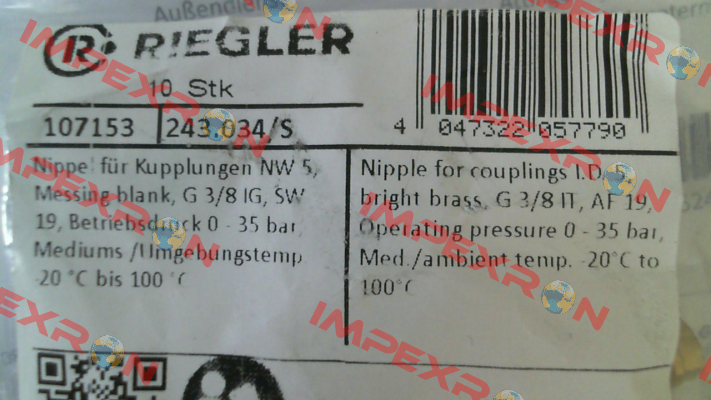 Außendie
RIEGLER
10 Stk
107153 243.034/S
4 047322 057790
Nippel für Kupplungen NW 5,
Messing blank, G 3/8 IG, SW
19, Betriebsdruck 0 - 35 bar,
Mediums-/Umgebungstemp
-20 °C bis 100 °C
Nipple for couplings I.D. 5,
bright brass, G 3/8 IT, AF 19,
Operating pressure 0 - 35 bar,
Med./ambient temp. -20°C to
100°C
IMPEXRON
IMPEXRON
IMPEXRON
IMPEXRON
IMPEXRON
IMPEXRON